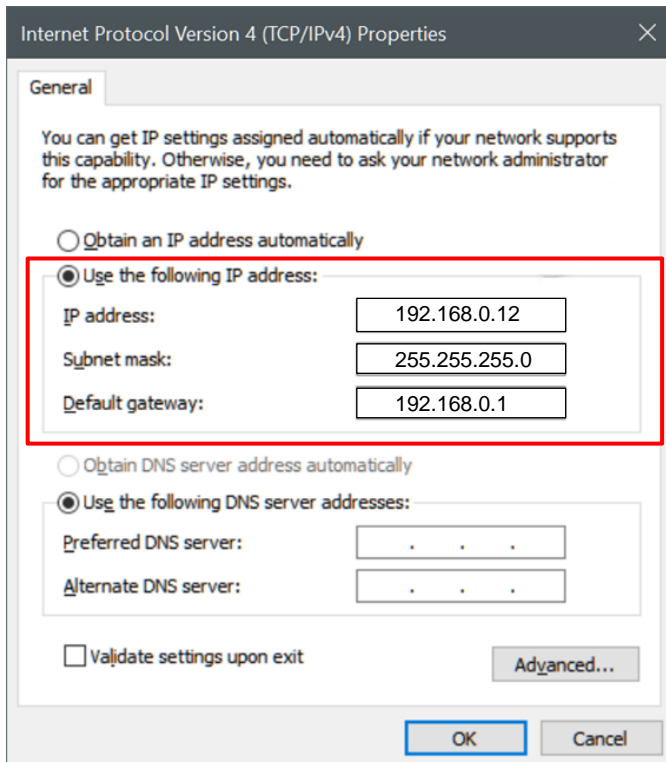 Internet Protocol Version 4 (TCP/IPv4) Properties
General
You can get IP settings assigned automatically if your network supports
this capability. Otherwise, you need to ask your network administrator
for the appropriate IP settings.
Obtain an IP address automatically
Use the following IP address:
IP address: 192.168.0.12
Subnet mask: 255.255.255.0
Default gateway: 192.168.0.1
Obtain DNS server address automatically
Use the following DNS server addresses:
Preferred DNS server: . . .
Alternate DNS server: . . .
Validate settings upon exit
Advanced...
OK Cancel